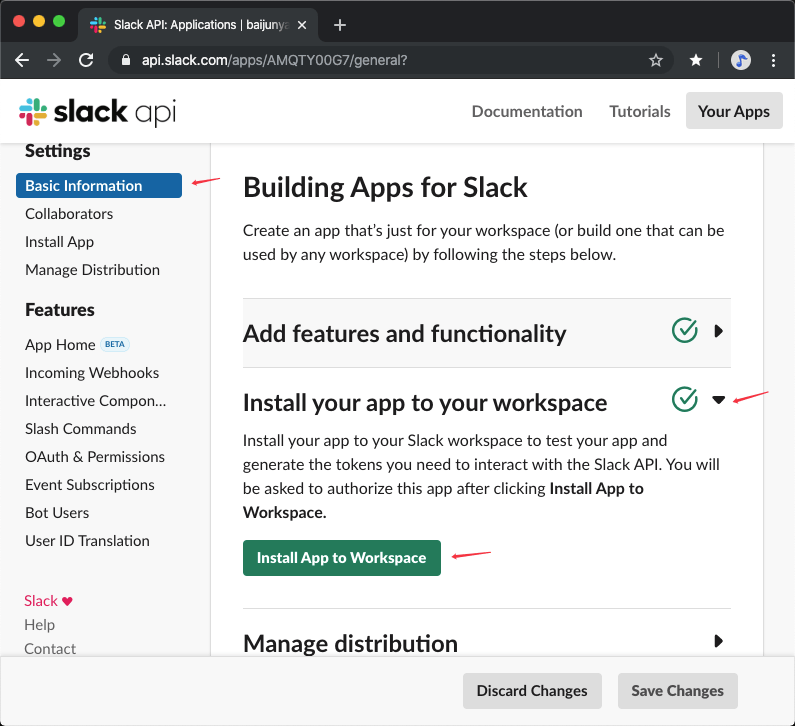 Slack API: Applications | baijunya
api.slack.com/apps/AMQTY00G7/general?
slack api
Documentation
Tutorials
Your Apps
Settings
Basic Information
Collaborators
Install App
Manage Distribution
Features
App Home BETA
Incoming Webhooks
Interactive Compon...
Slash Commands
OAuth & Permissions
Event Subscriptions
Bot Users
User ID Translation
Slack
Help
Contact
Building Apps for Slack
Create an app that's just for your workspace (or build one that can be
used by any workspace) by following the steps below.
Add features and functionality
Install your app to your workspace
Install your app to your Slack workspace to test your app and
generate the tokens you need to interact with the Slack API. You will
be asked to authorize this app after clicking Install App to
Workspace.
Install App to Workspace
Manage distribution
Discard Changes
Save Changes